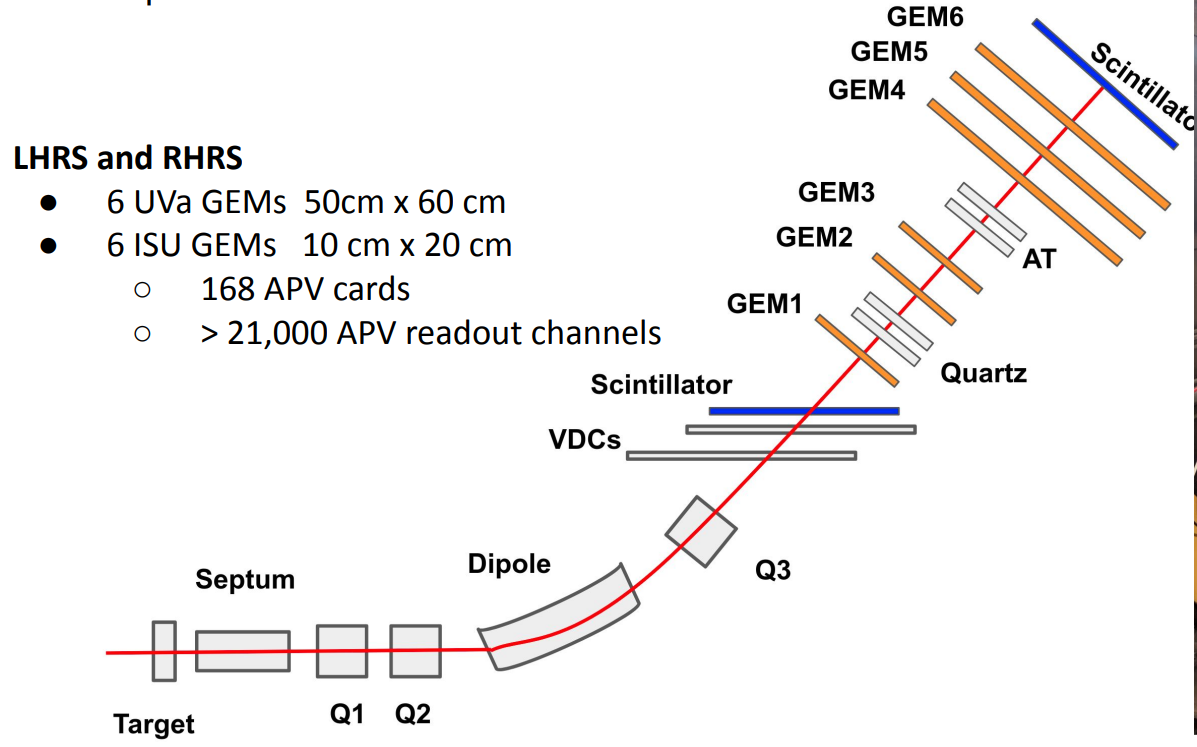 LHRS and RHRS
● 6 UVa GEMs 50cm x 60 cm
● 6 ISU GEMs 10 cm x 20 cm
○ 168 APV cards
○ > 21,000 APV readout channels
GEM6
GEM5
GEM4
GEM3
GEM2
GEM1
AT
Quartz
Scintillator
VDCs
Q3
Dipole
Septum
Q1 Q2
Target